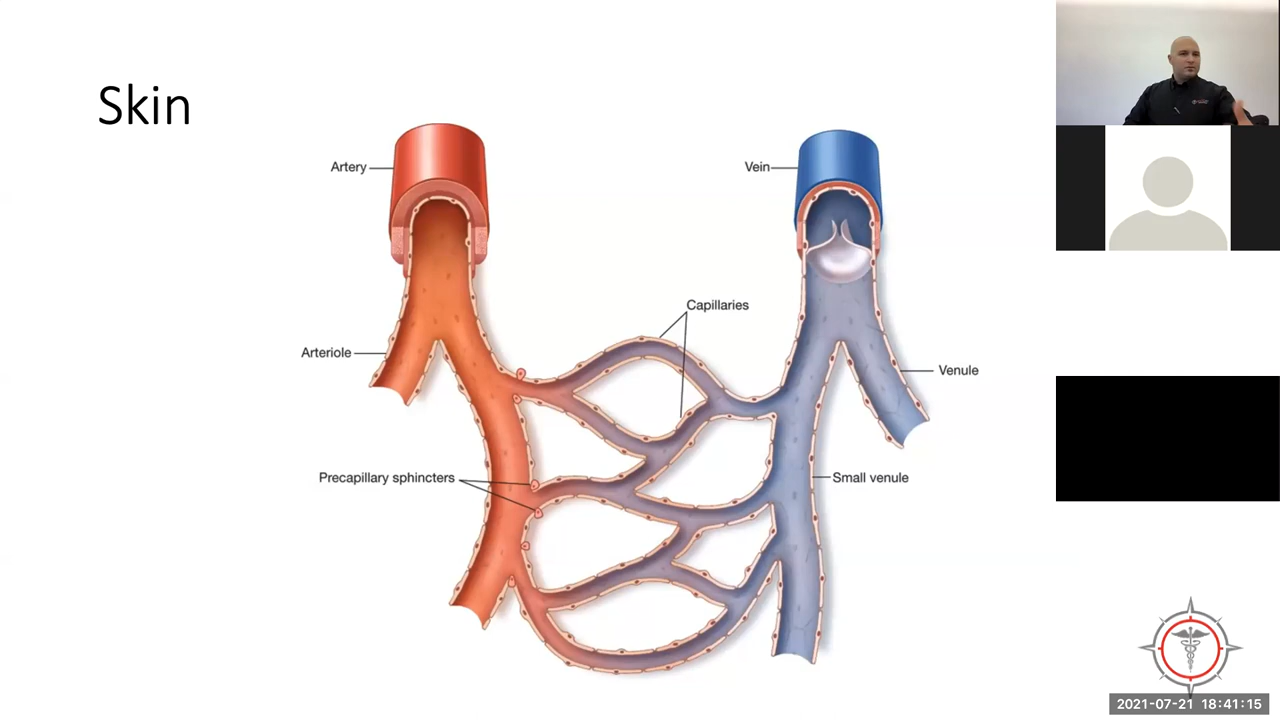 Skin
Artery
Vein
Capillaries
Arteriole
Venule
Precapillary sphincters
Small venule
2021-07-21 18:41:15